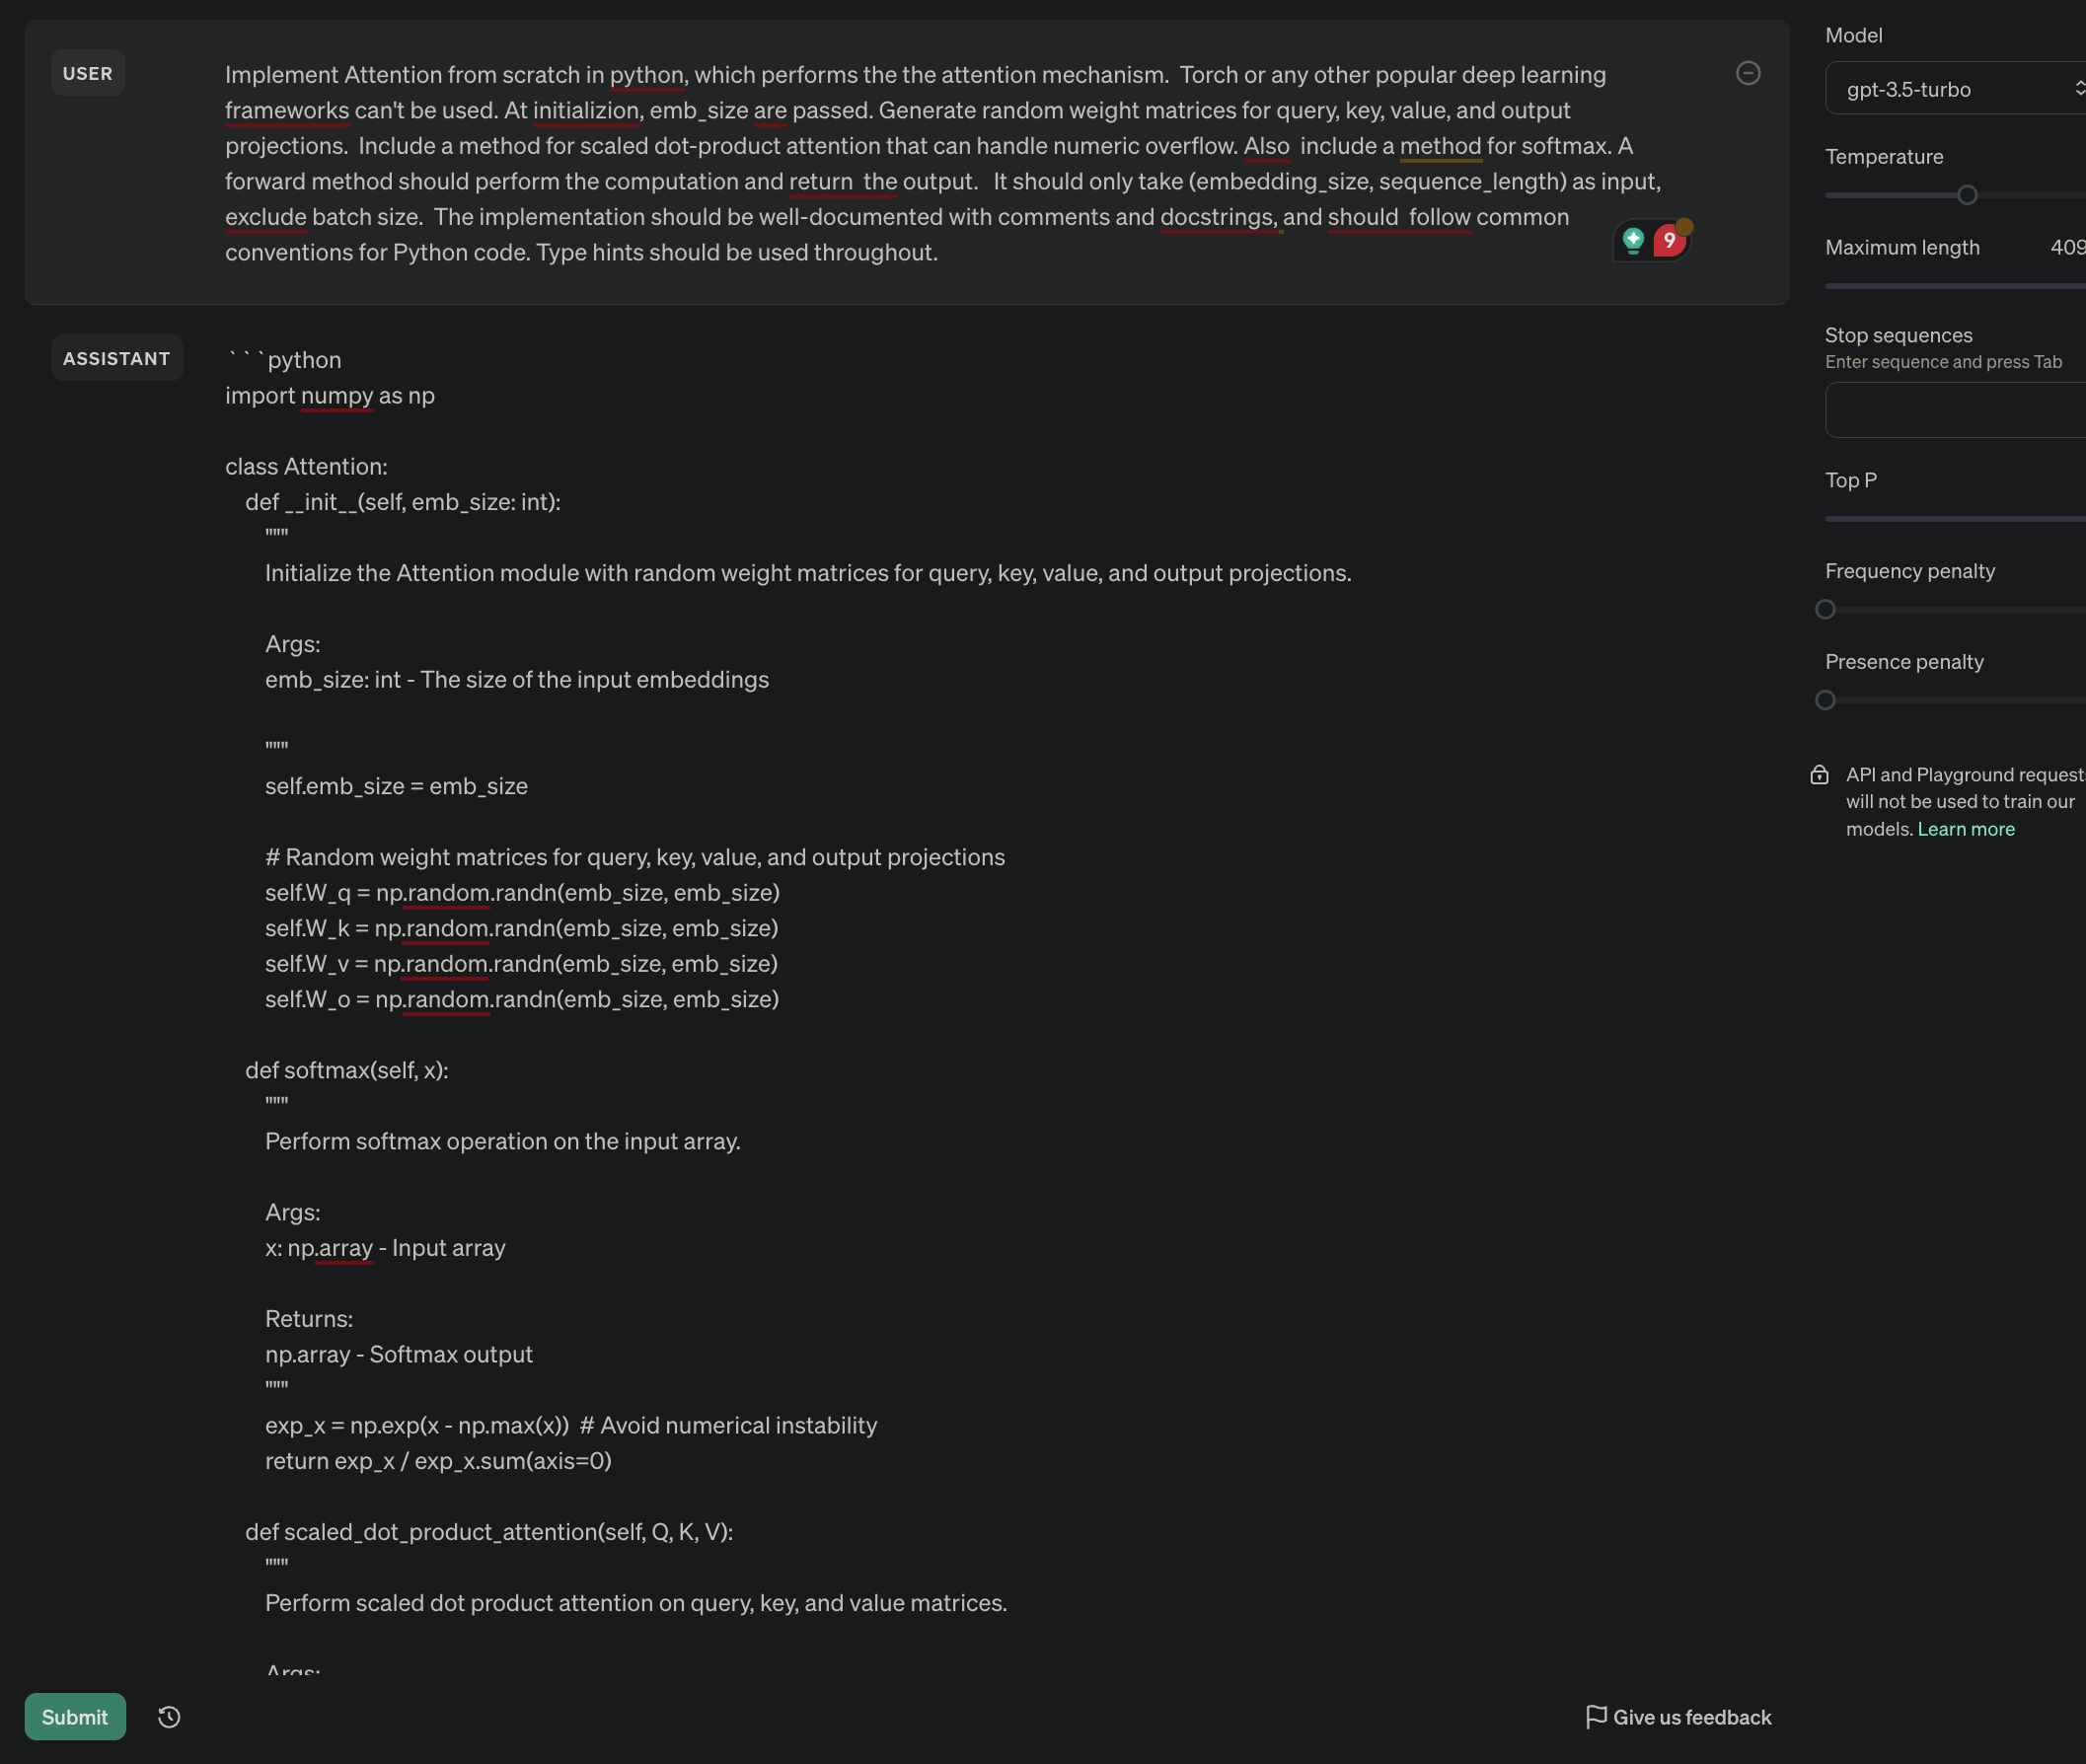 USER
Implement Attention from scratch in python, which performs the the attention mechanism.  Torch or any other popular deep learning
frameworks can't be used. At initializion, emb_size are passed. Generate random weight matrices for query, key, value, and output
projections.  Include a method for scaled dot-product attention that can handle numeric overflow. Also  include a method for softmax. A
forward method should perform the computation and return  the output.   It should only take (embedding_size, sequence_length) as input,
exclude batch size.  The implementation should be well-documented with comments and docstrings, and should  follow common
conventions for Python code. Type hints should be used throughout.
9
ASSISTANT
```python
import numpy as np
class Attention:
def __init__(self, emb_size: int):
"""
Initialize the Attention module with random weight matrices for query, key, value, and output projections.
Args:
emb_size: int - The size of the input embeddings
"""
self.emb_size = emb_size
# Random weight matrices for query, key, value, and output projections
self.W_q = np.random.randn(emb_size, emb_size)
self.W_k = np.random.randn(emb_size, emb_size)
self.W_v = np.random.randn(emb_size, emb_size)
self.W_o = np.random.randn(emb_size, emb_size)
def softmax(self, x):
"""
Perform softmax operation on the input array.
Args:
x: np.array - Input array
Returns:
np.array - Softmax output
"""
exp_x = np.exp(x - np.max(x))  # Avoid numerical instability
return exp_x / exp_x.sum(axis=0)
def scaled_dot_product_attention(self, Q, K, V):
"""
Perform scaled dot product attention on query, key, and value matrices.
Args:
Submit
Give us feedback
Model
gpt-3.5-turbo
Temperature
Maximum length 409
Stop sequences
Enter sequence and press Tab
Top P
Frequency penalty
Presence penalty
API and Playground requests
will not be used to train our
models. Learn more